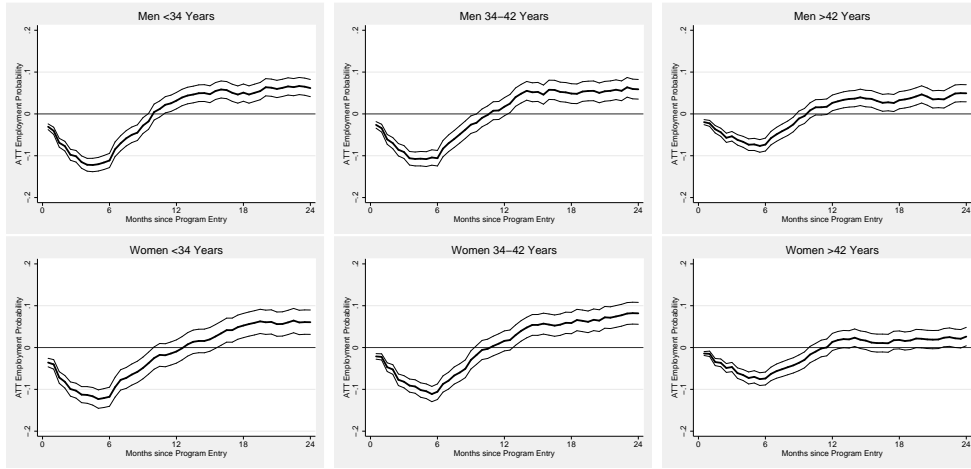 Men <34 Years
ATT Employment Probability
.2
.1
0
−.1
−.2
0 6 12 18 24
Months since Program Entry
Men 34−42 Years
ATT Employment Probability
.2
.1
0
−.1
−.2
0 6 12 18 24
Months since Program Entry
Men >42 Years
ATT Employment Probability
.2
.1
0
−.1
−.2
0 6 12 18 24
Months since Program Entry
Women <34 Years
ATT Employment Probability
.2
.1
0
−.1
−.2
0 6 12 18 24
Months since Program Entry
Women 34−42 Years
ATT Employment Probability
.2
.1
0
−.1
−.2
0 6 12 18 24
Months since Program Entry
Women >42 Years
ATT Employment Probability
.2
.1
0
−.1
−.2
0 6 12 18 24
Months since Program Entry